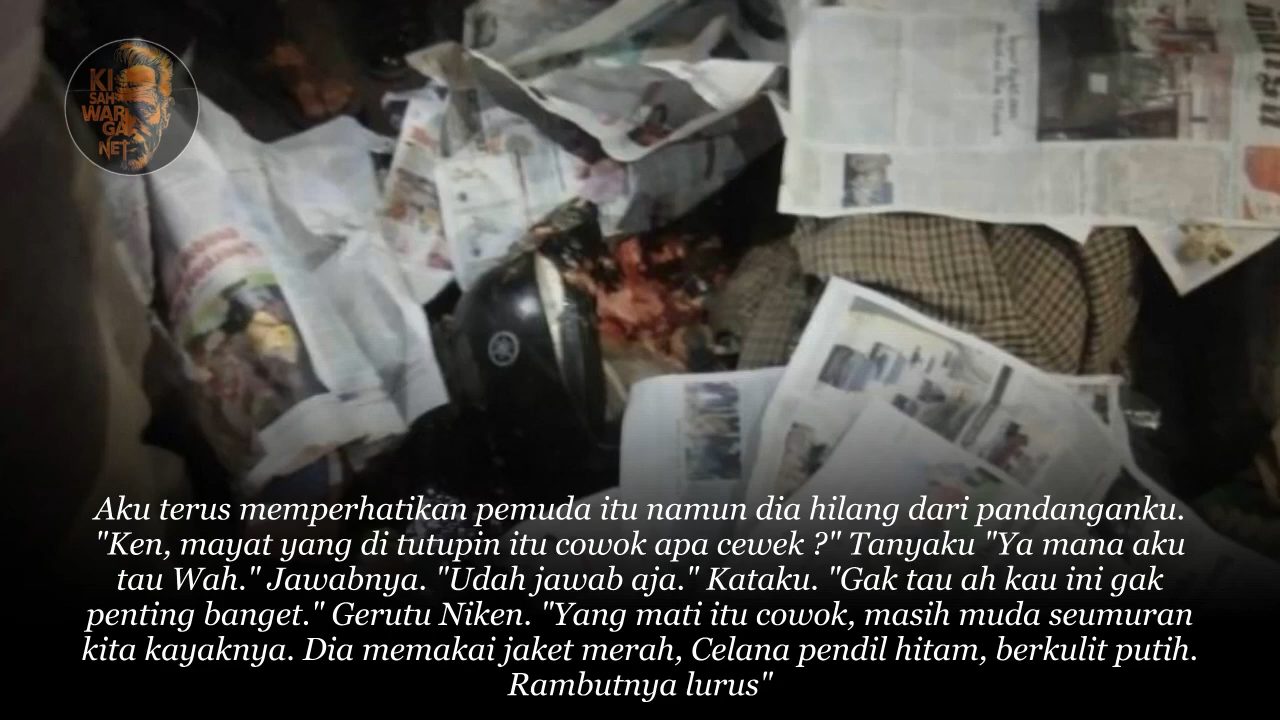 KI
SAH
WAR
GA
NET
Aku terus memperhatikan pemuda itu namun dia hilang dari pandanganku.
"Ken, mayat yang di tutupin itu cowok apa cewek ?" Tanyaku "Ya mana aku
tau Wah." Jawabnya. "Udah jawab aja." Kataku. "Gak tau ah kau ini gak
penting banget." Gerutu Niken. "Yang mati itu cowok, masih muda seumuran
kita kayaknya. Dia memakai jaket merah, Celana pendil hitam, berkulit putih.
Rambutnya lurus"